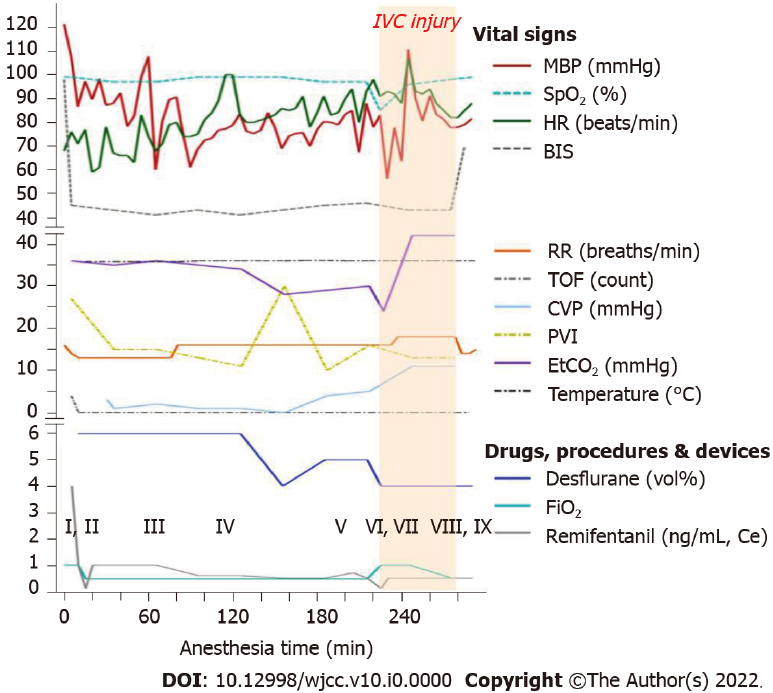 IVC injury
Vital signs
MBP (mmHg)
SpO₂ (%)
HR (beats/min)
BIS
120
110
100
90
80
70
60
50
40
RR (breaths/min)
TOF (count)
CVP (mmHg)
PVI
EtCO₂ (mmHg)
Temperature (°C)
40
30
20
10
0
Drugs, procedures & devices
Desflurane (vol%)
FiO₂
Remifentanil (ng/mL, Ce)
6
5
4
3
2
1
0
I, II III IV V VI, VII VIII, IX
0 60 120 180 240
Anesthesia time (min)
DOI: 10.12998/wjcc.v10.i0.0000 Copyright ©The Author(s) 2022.